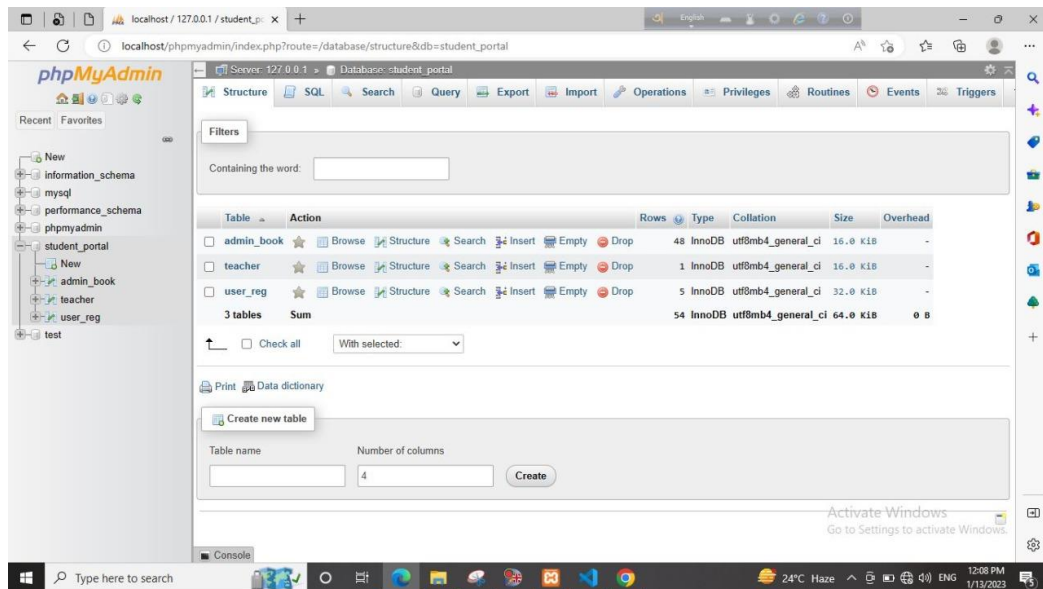 localhost / 127.0.0.1 / student_po
English
localhost/phpmyadmin/index.php?route=/database/structure&db=student_portal
phpMyAdmin
Recent Favorites
New
information_schema
mysql
performance_schema
phpmyadmin
student_portal
New
admin_book
teacher
user_reg
test
Server: 127.0.0.1 » Database: student_portal
Structure SQL Search Query Export Import Operations Privileges Routines Events Triggers
Filters
Containing the word:
Table Action Rows Type Collation Size Overhead
admin_book Browse Structure Search Insert Empty Drop 48 InnoDB utf8mb4_general_ci 16.0 KiB -
teacher Browse Structure Search Insert Empty Drop 1 InnoDB utf8mb4_general_ci 16.0 KiB -
user_reg Browse Structure Search Insert Empty Drop 5 InnoDB utf8mb4_general_ci 32.0 KiB -
3 tables Sum 54 InnoDB utf8mb4_general_ci 64.0 KiB 0 B
Check all With selected:
Print Data dictionary
Create new table
Table name Number of columns
4 Create
Activate Windows
Go to Settings to activate Windows.
Console
Type here to search 24°C Haze ENG 12:08 PM
1/13/2023